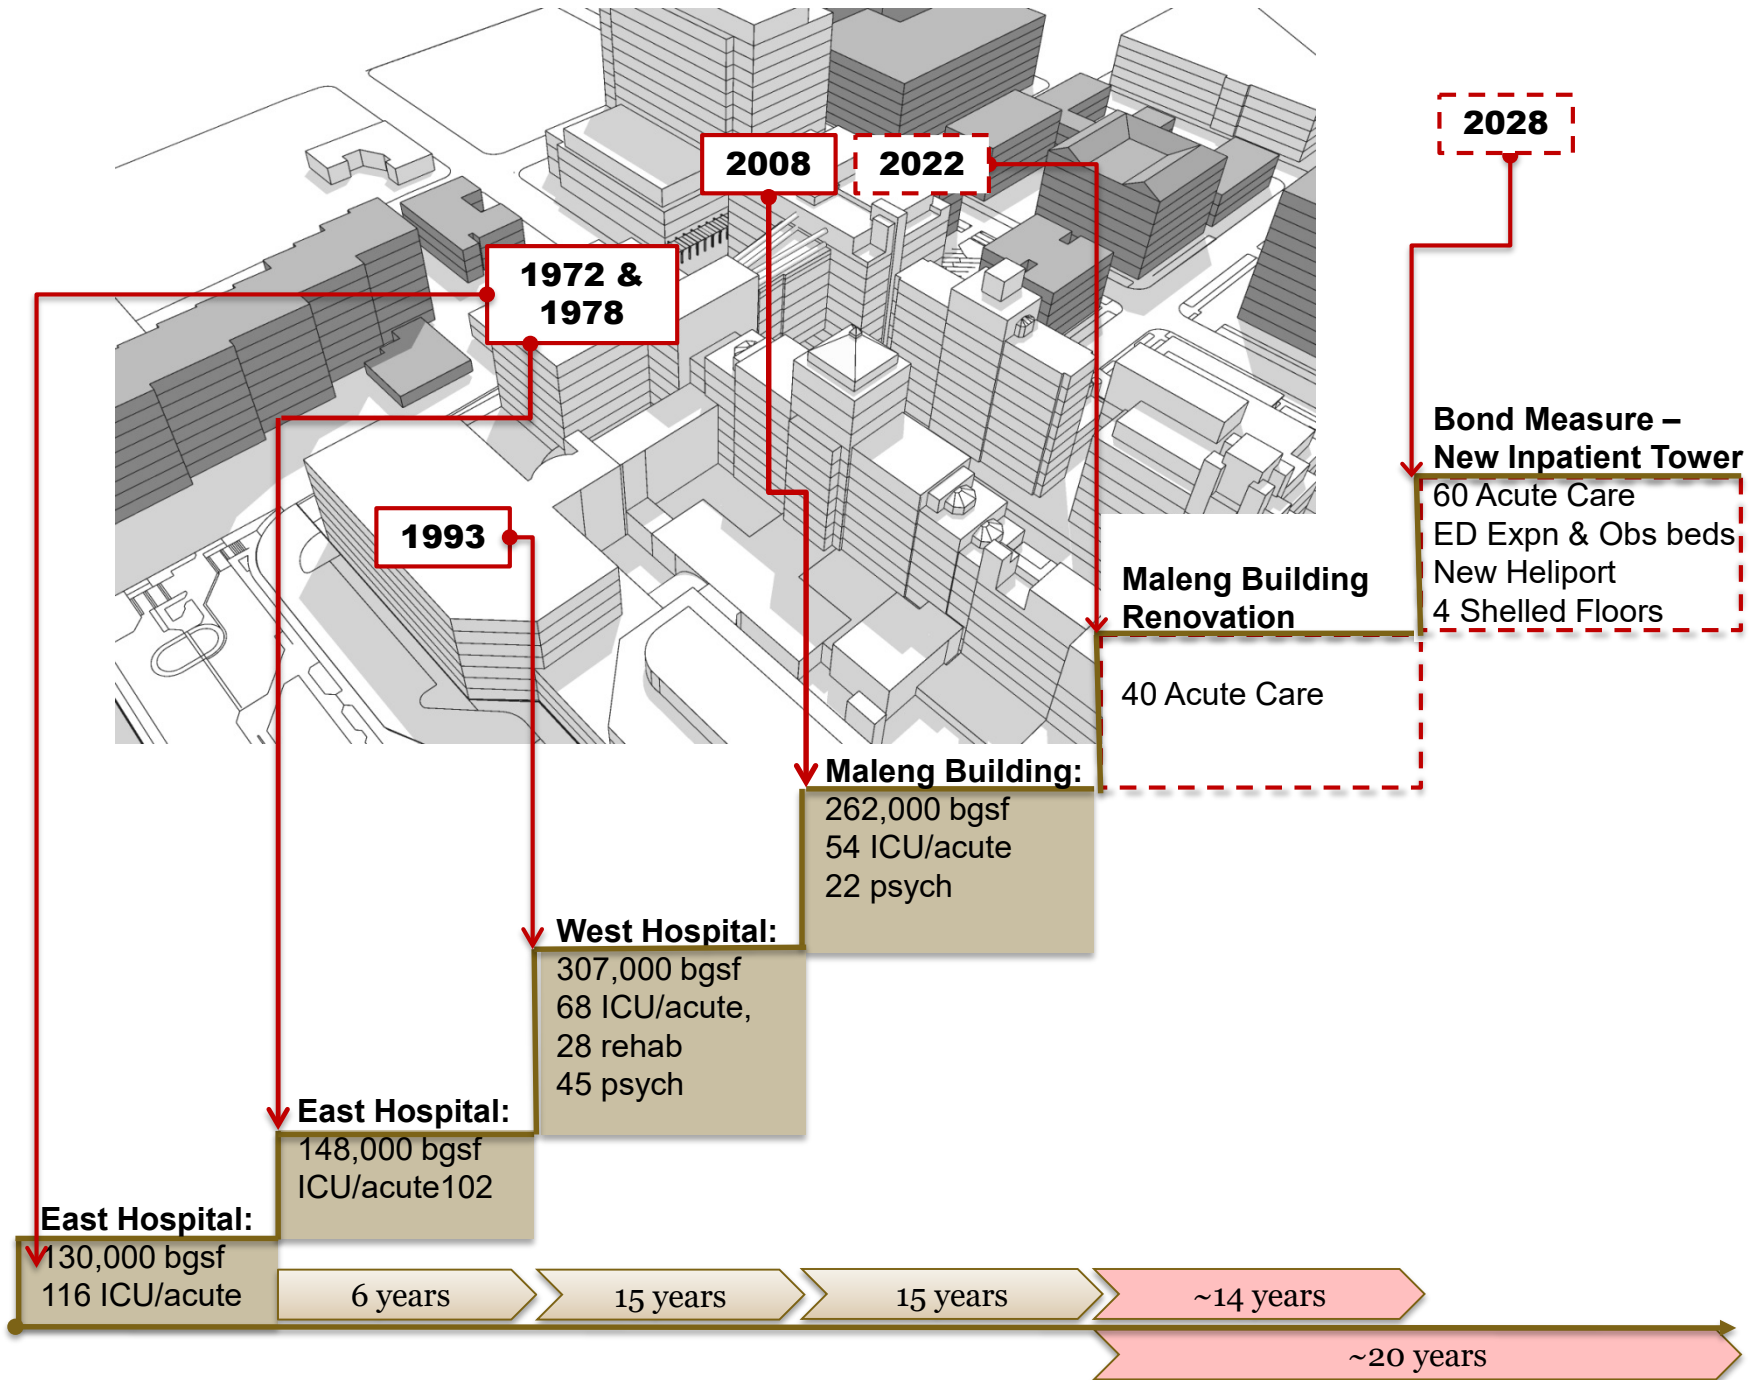 2028
2008
2022
1972 &
1978
1993
Bond Measure –
New Inpatient Tower
60 Acute Care
ED Expn & Obs beds
New Heliport
4 Shelled Floors
Maleng Building
Renovation
40 Acute Care
Maleng Building:
262,000 bgsf
54 ICU/acute
22 psych
West Hospital:
307,000 bgsf
68 ICU/acute,
28 rehab
45 psych
East Hospital:
148,000 bgsf
ICU/acute102
East Hospital:
130,000 bgsf
116 ICU/acute
6 years
15 years
15 years
~14 years
~20 years